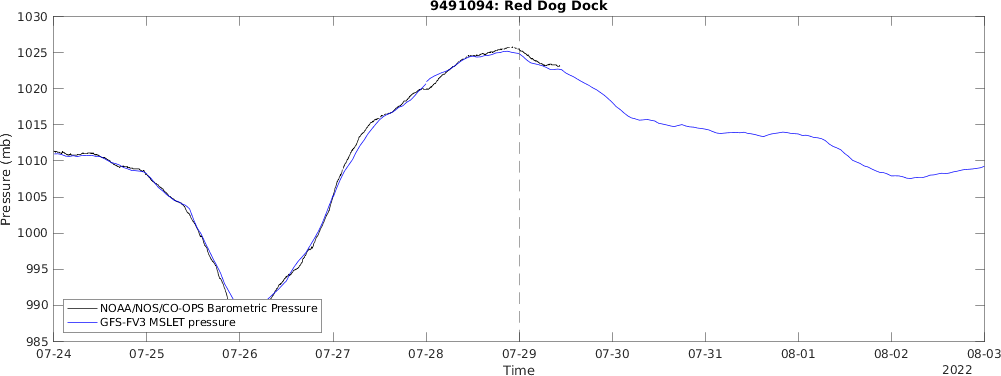 9491094: Red Dog Dock
1030
1025
1020
1015
1010
1005
1000
995
990
985
Pressure (mb)
NOAA/NOS/CO-OPS Barometric Pressure
GFS-FV3 MSLET pressure
07-24 07-25 07-26 07-27 07-28 07-29 07-30 07-31 08-01 08-02 08-03
Time
2022